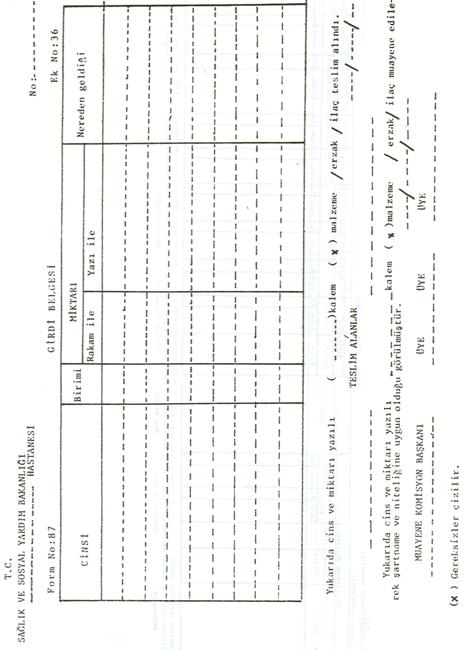 T.C.
SAĞLIK VE SOSYAL YARDIM BAKANLIĞI
HASTANESİ
No:
Form No:87 GİRDİ BELGESİ Ek No:36
CİNSİ Birimi MİKTARI Nereden geldiği
Rakam ile Yazı ile
Yukarıda cins ve miktarı yazılı ( )kalem ( x ) malzeme / erzak / ilaç teslim alındı.
/ /
TESLİM ALANLAR
Yukarıda cins ve miktarı yazılı kalem ( x )malzeme / erzak/ ilaç muayene edile-
rek şartname ve niteliğine uygun olduğu görülmüştür. / /
MUAYENE KOMİSYON BAŞKANI ÜYE ÜYE ÜYE
(x) Gereksizler çizilir.